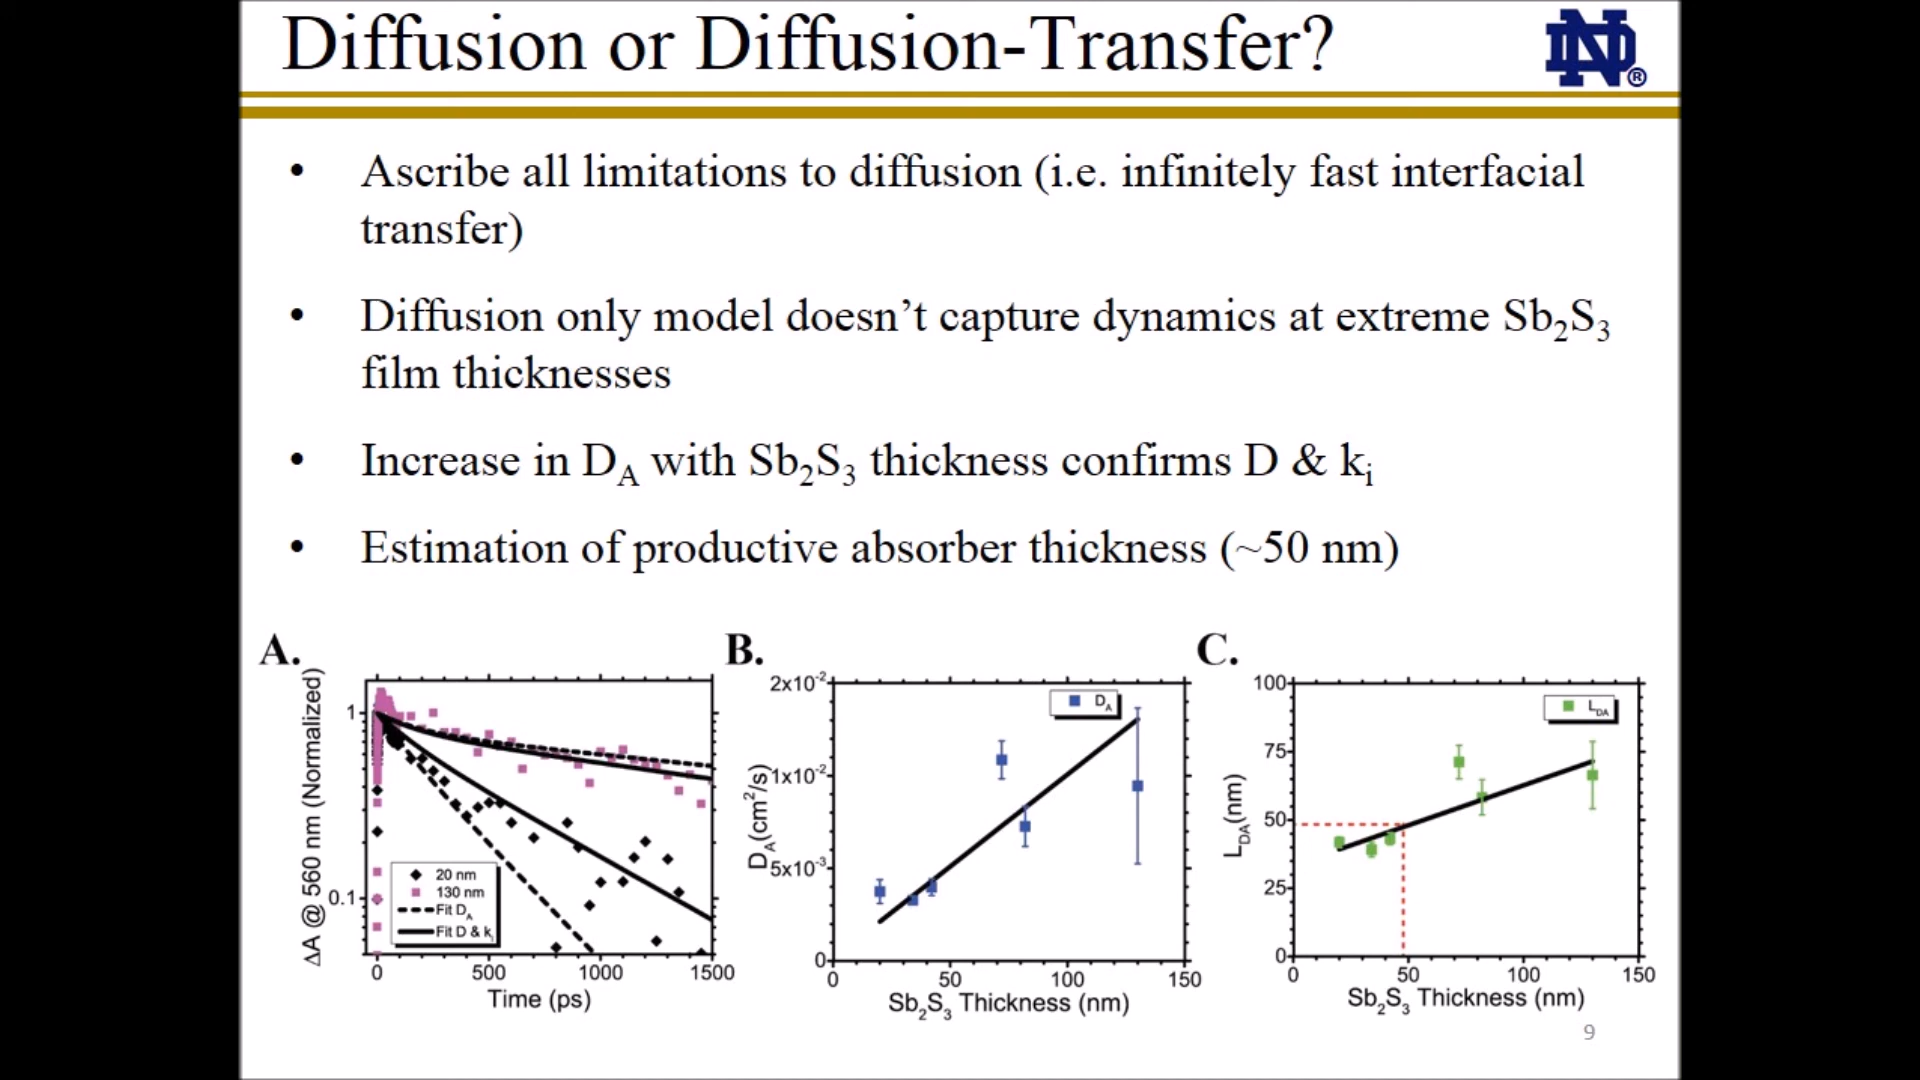 Diffusion or Diffusion-Transfer?
ND®
• Ascribe all limitations to diffusion (i.e. infinitely fast interfacial
transfer)
• Diffusion only model doesn’t capture dynamics at extreme Sb₂S₃
film thicknesses
• Increase in D_A with Sb₂S₃ thickness confirms D & kᵢ
• Estimation of productive absorber thickness (~50 nm)
A.
ΔA @ 560 nm (Normalized)
1
0.1
20 nm
130 nm
Fit D_A
Fit D & kᵢ
0 500 1000 1500
Time (ps)
B.
D_A(cm²/s)
2x10⁻²
1x10⁻²
5x10⁻³
0
D_A
0 50 100 150
Sb₂S₃ Thickness (nm)
C.
L_DA(nm)
100
75
50
25
0
L_DA
0 50 100 150
Sb₂S₃ Thickness (nm)
9